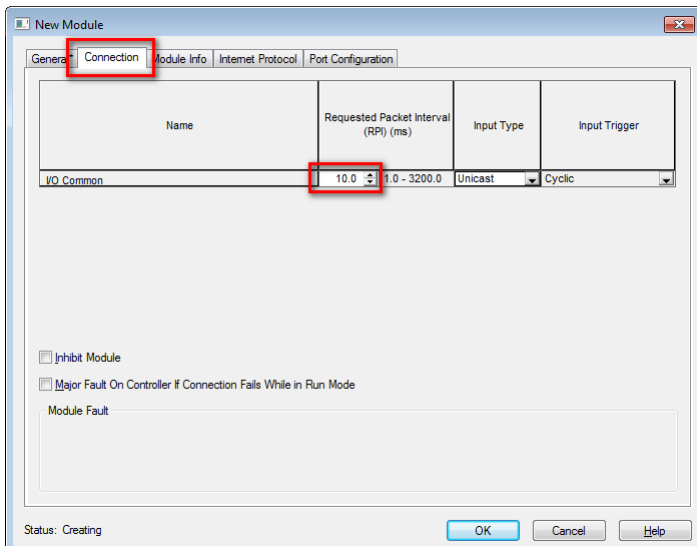 New Module
General* Connection Module Info Internet Protocol Port Configuration
Name
Requested Packet Interval
(RPI) (ms)
Input Type
Input Trigger
I/O Common 10.0 1.0 - 3200.0 Unicast Cyclic
Inhibit Module
Major Fault On Controller If Connection Fails While in Run Mode
Module Fault
Status: Creating
OK Cancel Help